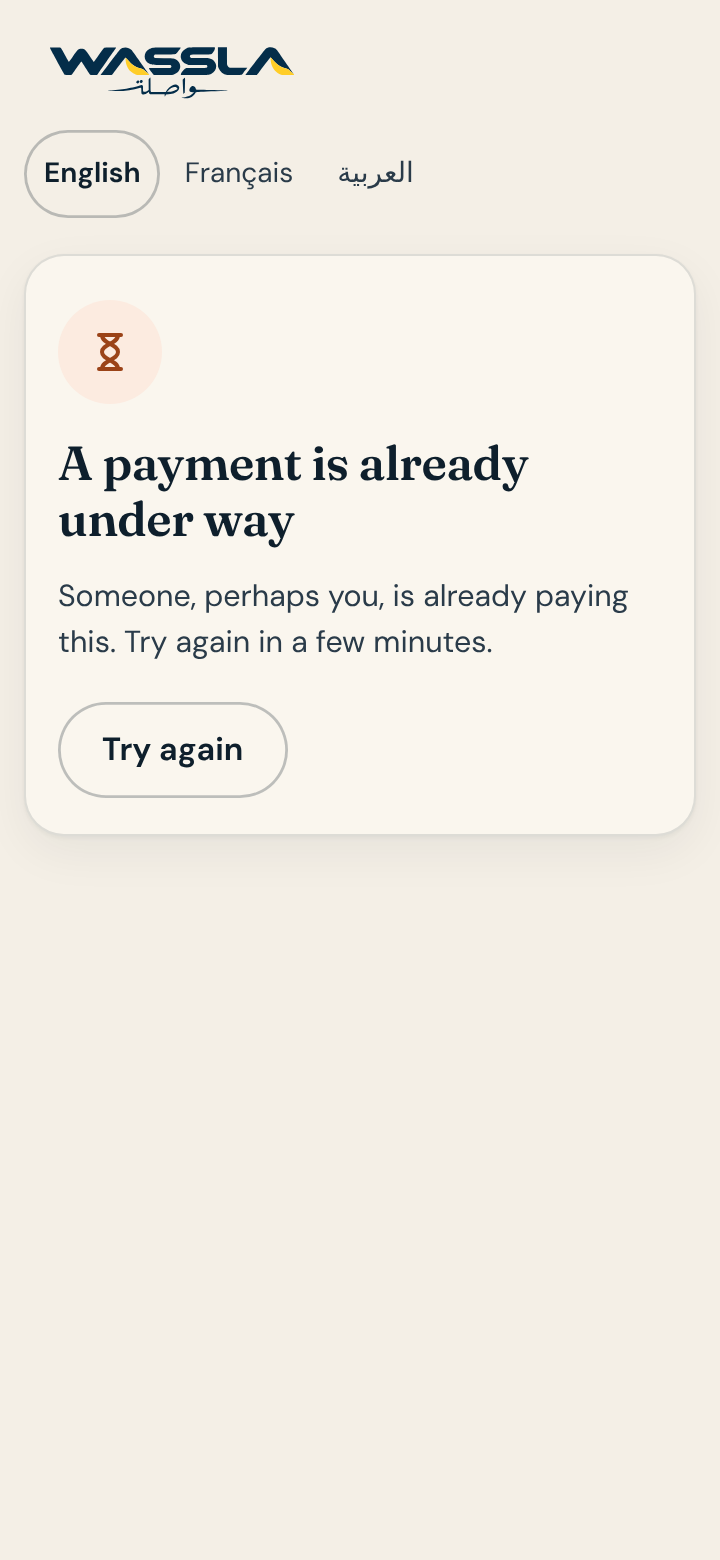 WASSLA
واصلة
English
Français
العربية
A payment is already
under way
Someone, perhaps you, is already paying
this. Try again in a few minutes.
Try again